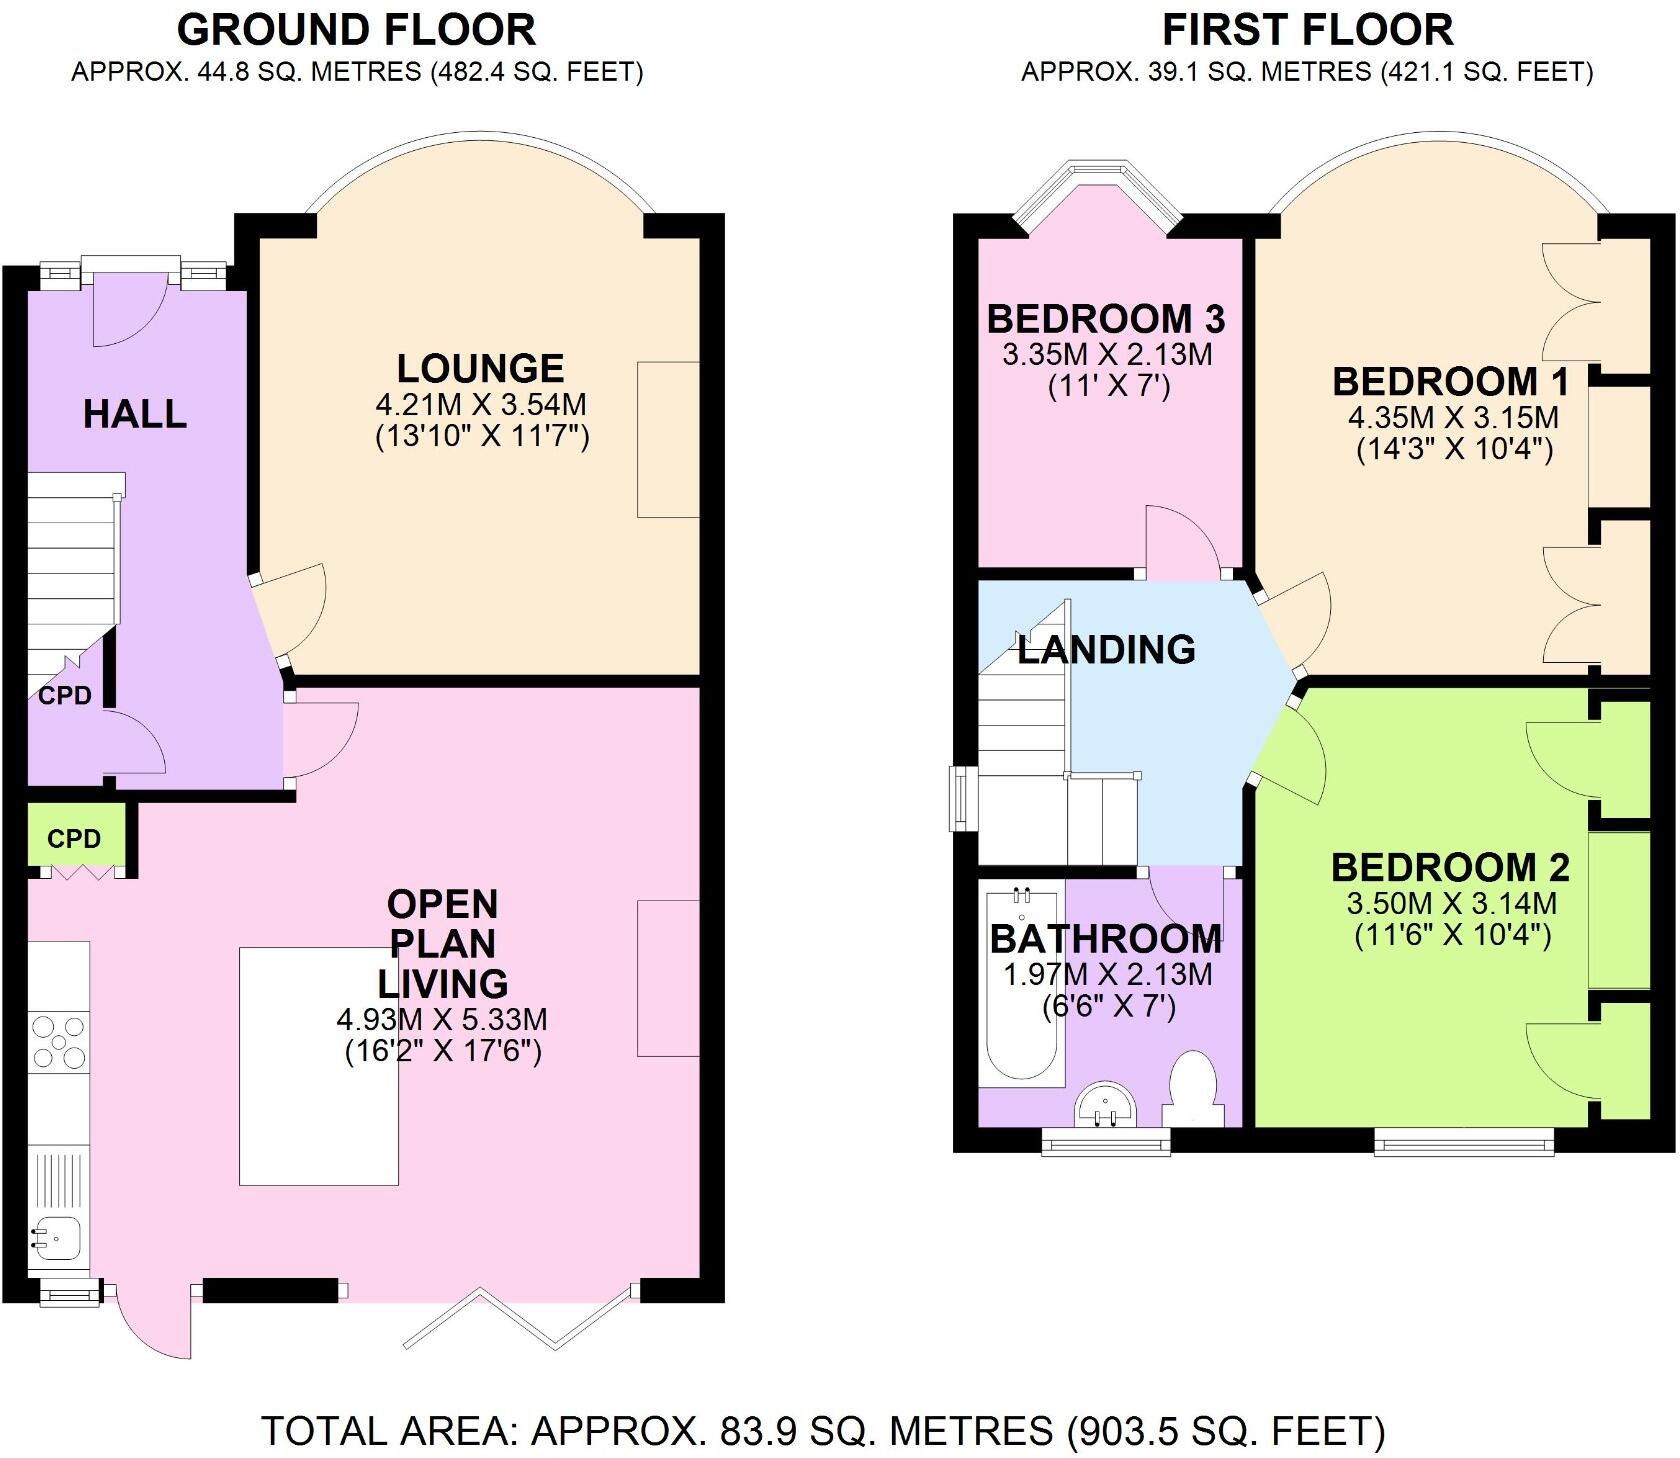 GROUND FLOOR
APPROX. 44.8 SQ. METRES (482.4 SQ. FEET)
LOUNGE
4.21M X 3.54M
(13'10" X 11'7")
HALL
CPD
CPD
OPEN
PLAN
LIVING
4.93M X 5.33M
(16'2" X 17'6")
FIRST FLOOR
APPROX. 39.1 SQ. METRES (421.1 SQ. FEET)
BEDROOM 3
3.35M X 2.13M
(11' X 7')
BEDROOM 1
4.35M X 3.15M
(14'3" X 10'4")
LANDING
BEDROOM 2
3.50M X 3.14M
(11'6" X 10'4")
BATHROOM
1.97M X 2.13M
(6'6" X 7')
TOTAL AREA: APPROX. 83.9 SQ. METRES (903.5 SQ. FEET)